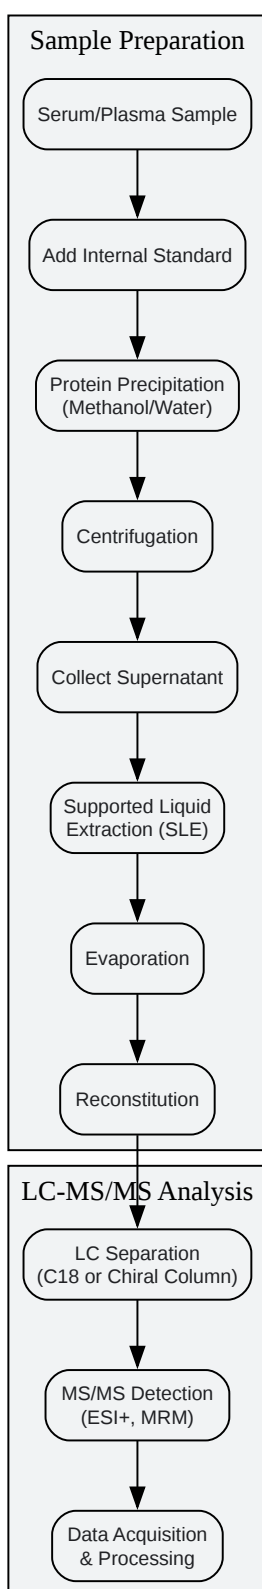 Sample Preparation
Serum/Plasma Sample
Add Internal Standard
Protein Precipitation
(Methanol/Water)
Centrifugation
Collect Supernatant
Supported Liquid
Extraction (SLE)
Evaporation
Reconstitution
LC-MS/MS Analysis
LC Separation
(C18 or Chiral Column)
MS/MS Detection
(ESI+, MRM)
Data Acquisition
& Processing